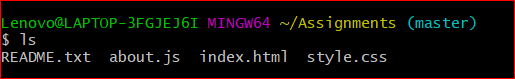 Lenovo@LAPTOP-3FGJEJ6I MINGW64 ~/Assignments (master)
$ ls
README.txt  about.js  index.html  style.css